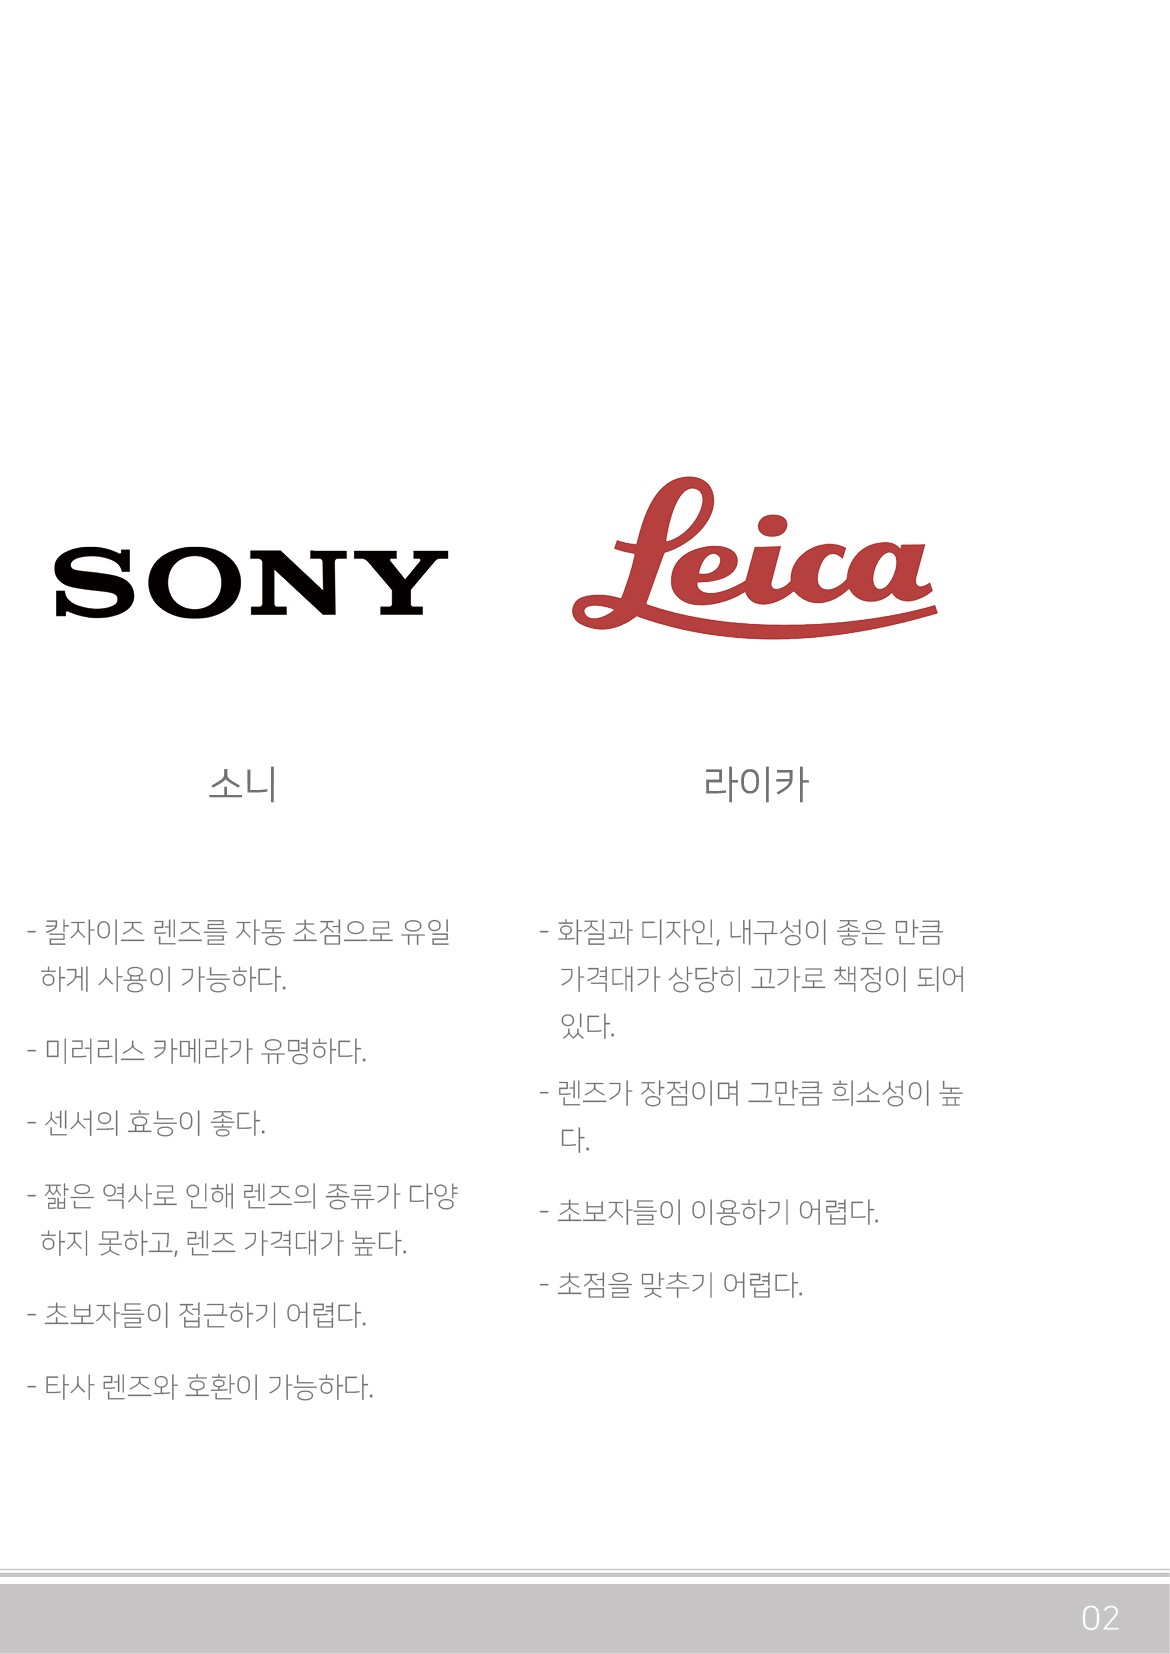 SONY
Leica
소니
라이카
- 칼자이즈 렌즈를 자동 초점으로 유일
하게 사용이 가능하다.
- 미러리스 카메라가 유명하다.
- 센서의 효능이 좋다.
- 짧은 역사로 인해 렌즈의 종류가 다양
하지 못하고, 렌즈 가격대가 높다.
- 초보자들이 접근하기 어렵다.
- 타사 렌즈와 호환이 가능하다.
- 화질과 디자인, 내구성이 좋은 만큼
가격대가 상당히 고가로 책정이 되어
있다.
- 렌즈가 장점이며 그만큼 희소성이 높
다.
- 초보자들이 이용하기 어렵다.
- 초점을 맞추기 어렵다.
02